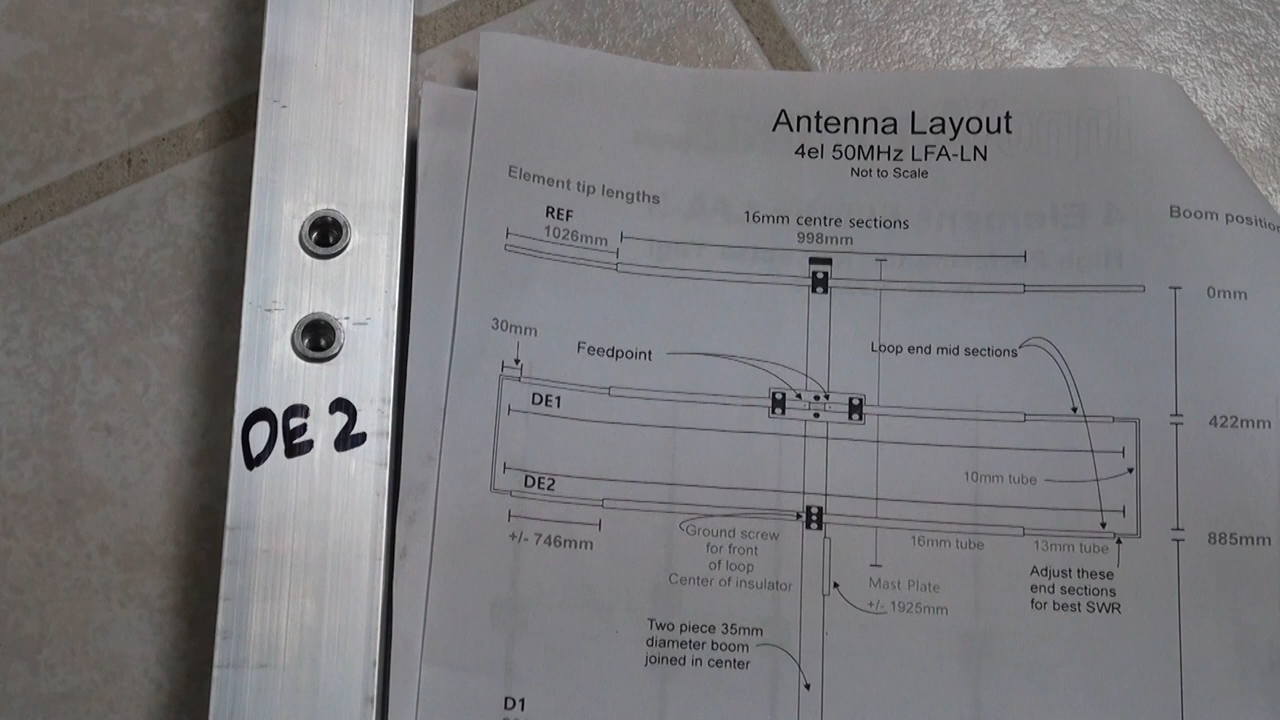 DE2
Antenna Layout
4el 50MHz LFA-LN
Not to Scale
Element tip lengths
Boom position
REF
1026mm
16mm centre sections
998mm
0mm
30mm
Feedpoint
Loop end mid sections
DE1
422mm
10mm tube
DE2
+/- 746mm
Ground screw
for front
of loop
Center of insulator
16mm tube
13mm tube
885mm
Mast Plate
+/- 1925mm
Adjust these
end sections
for best SWR
Two piece 35mm
diameter boom
joined in center
D1